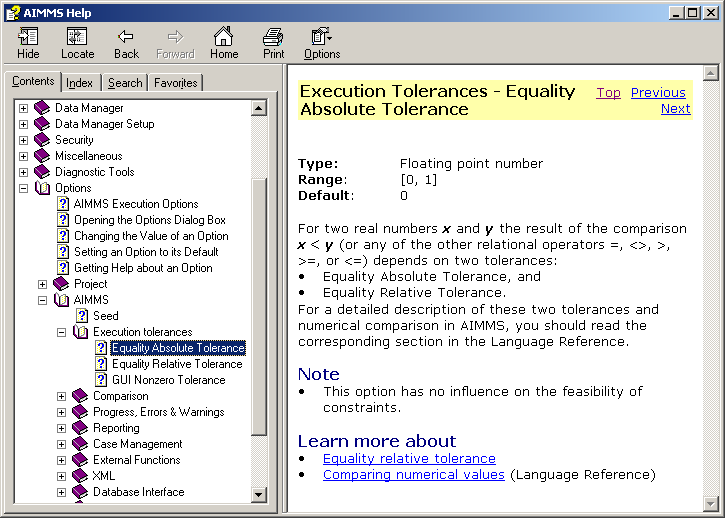 AIMMS Help
Hide Locate Back Forward Home Print Options
Contents Index Search Favorites
Data Manager
Data Manager Setup
Security
Miscellaneous
Diagnostic Tools
Options
AIMMS Execution Options
Opening the Options Dialog Box
Changing the Value of an Option
Setting an Option to its Default
Getting Help about an Option
Project
AIMMS
Seed
Execution tolerances
Equality Absolute Tolerance
Equality Relative Tolerance
GUI Nonzero Tolerance
Comparison
Progress, Errors & Warnings
Reporting
Case Management
External Functions
XML
Database Interface
Execution Tolerances - Equality Top Previous
Absolute Tolerance Next
Type: Floating point number
Range: [0, 1]
Default: 0
For two real numbers x and y the result of the comparison
x < y (or any of the other relational operators =, <>, >,
>=, or <=) depends on two tolerances:
• Equality Absolute Tolerance, and
• Equality Relative Tolerance.
For a detailed description of these two tolerances and
numerical comparison in AIMMS, you should read the
corresponding section in the Language Reference.
Note
• This option has no influence on the feasibility of
constraints.
Learn more about
• Equality relative tolerance
• Comparing numerical values (Language Reference)